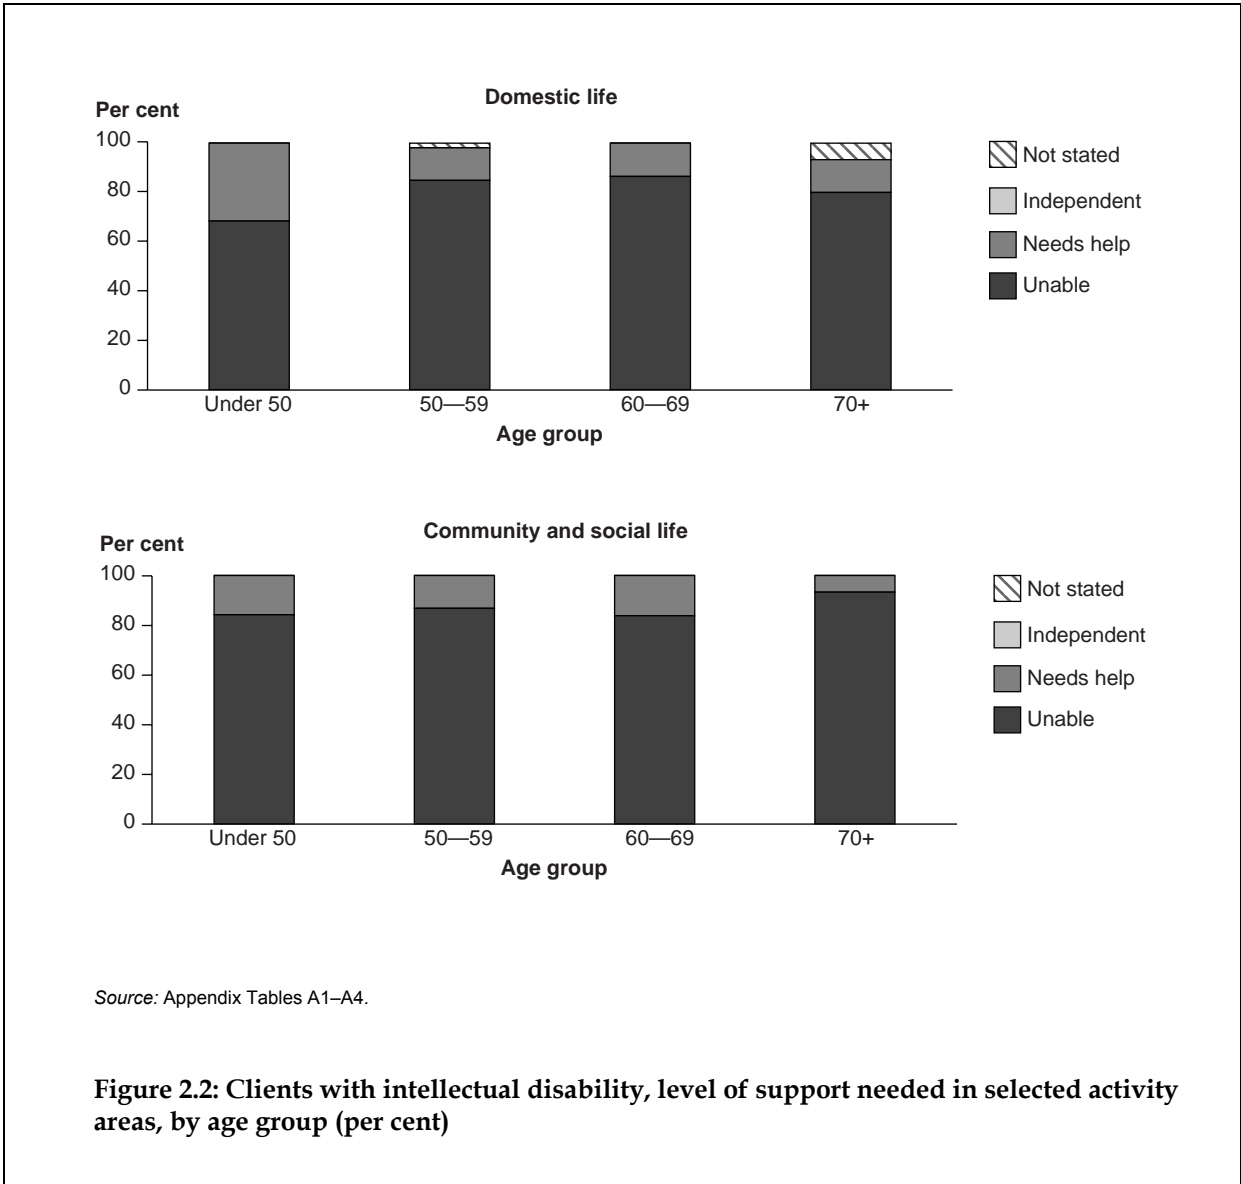 Domestic life
Per cent
100
80
60
40
20
0
Under 50 50—59 60—69 70+
Age group
Not stated
Independent
Needs help
Unable
Community and social life
Per cent
100
80
60
40
20
0
Under 50 50—59 60—69 70+
Age group
Not stated
Independent
Needs help
Unable
Source: Appendix Tables A1–A4.
Figure 2.2: Clients with intellectual disability, level of support needed in selected activity
areas, by age group (per cent)